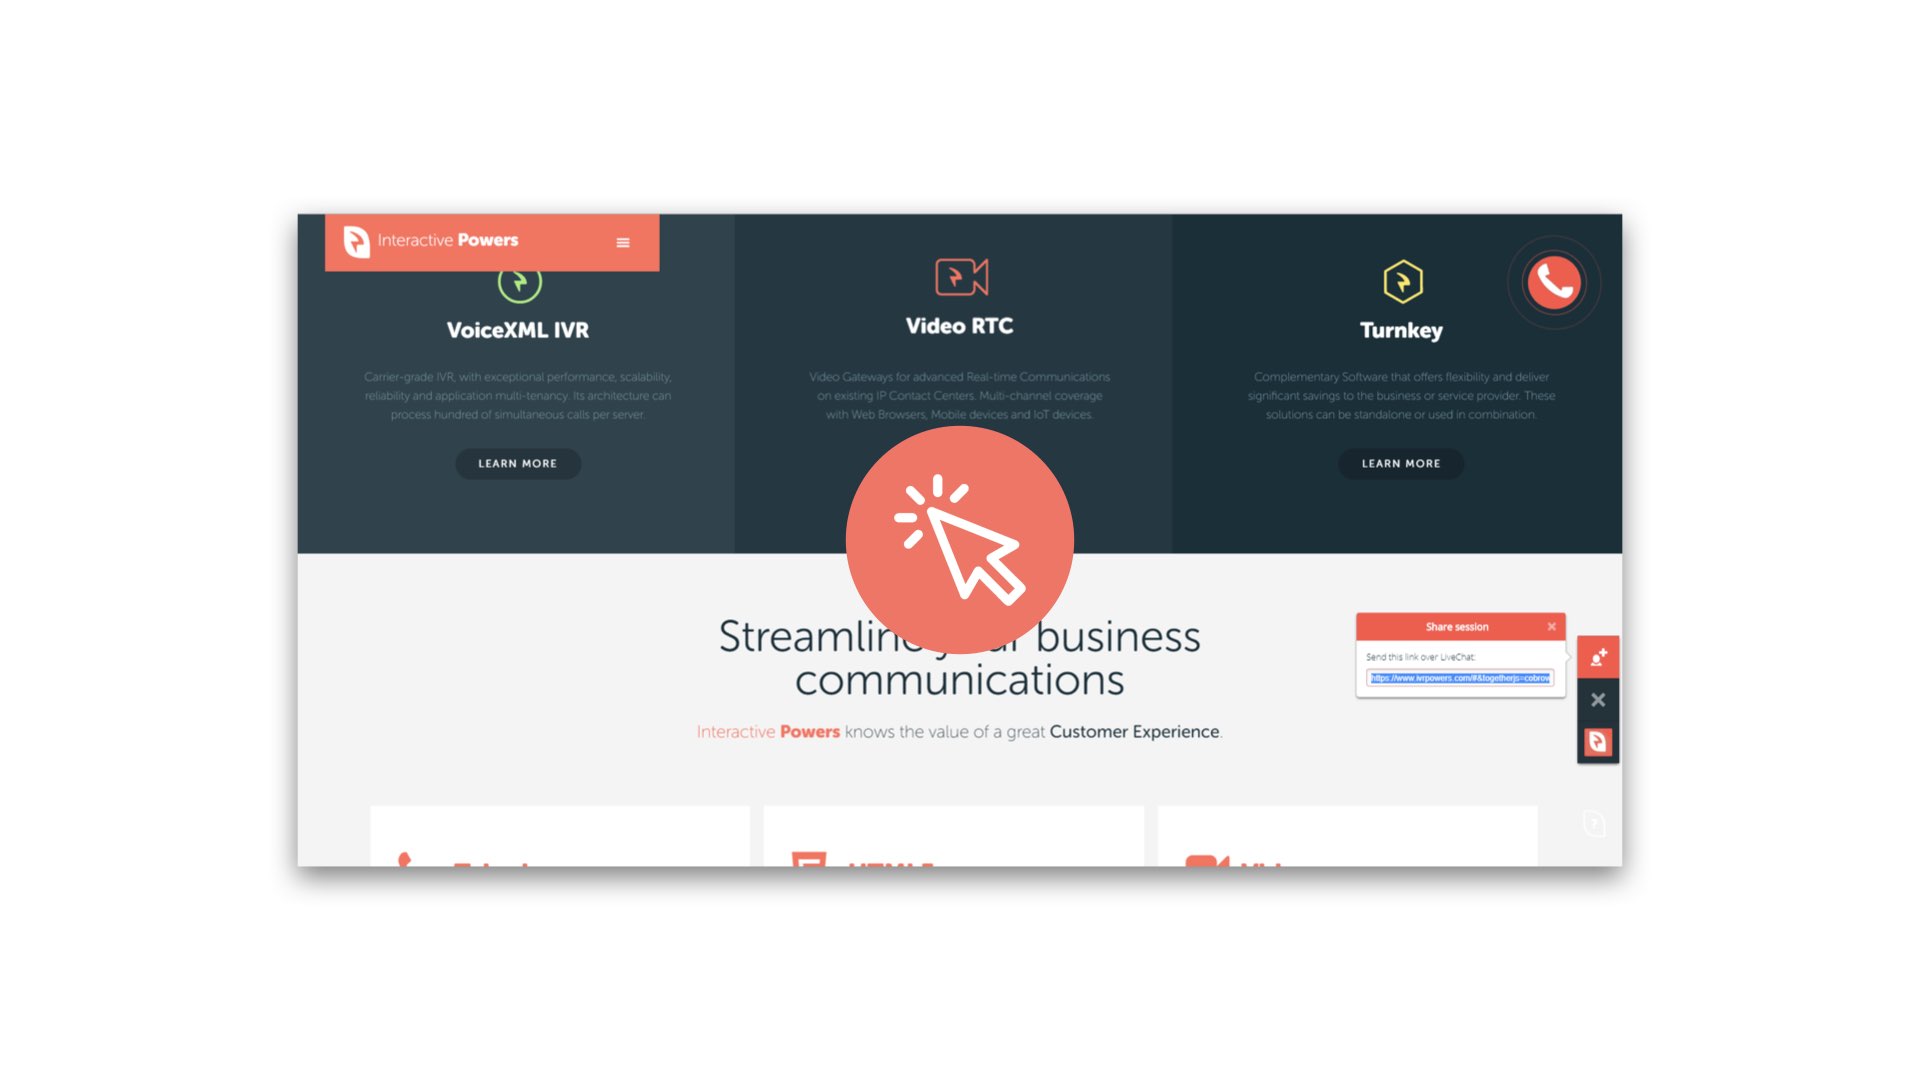 Interactive Powers
VoiceXML IVR
Carrier-grade IVR, with exceptional performance, scalability,
reliability and application multi-tenancy. Its architecture can
process hundred of simultaneous calls per server.
LEARN MORE
Video RTC
Video Gateways for advanced Real-time Communications
on existing IP Contact Centers. Multi-channel coverage
with Web Browsers, Mobile devices and IoT devices.
Turnkey
Complementary Software that offers flexibility and deliver
significant savings to the business or service provider. These
solutions can be standalone or used in combination.
LEARN MORE
business
communications
Interactive Powers knows the value of a great Customer Experience.
Share session
Send this link over LiveChat:
https://www.ivrpowers.com/#&togetherjs=cobrow
?